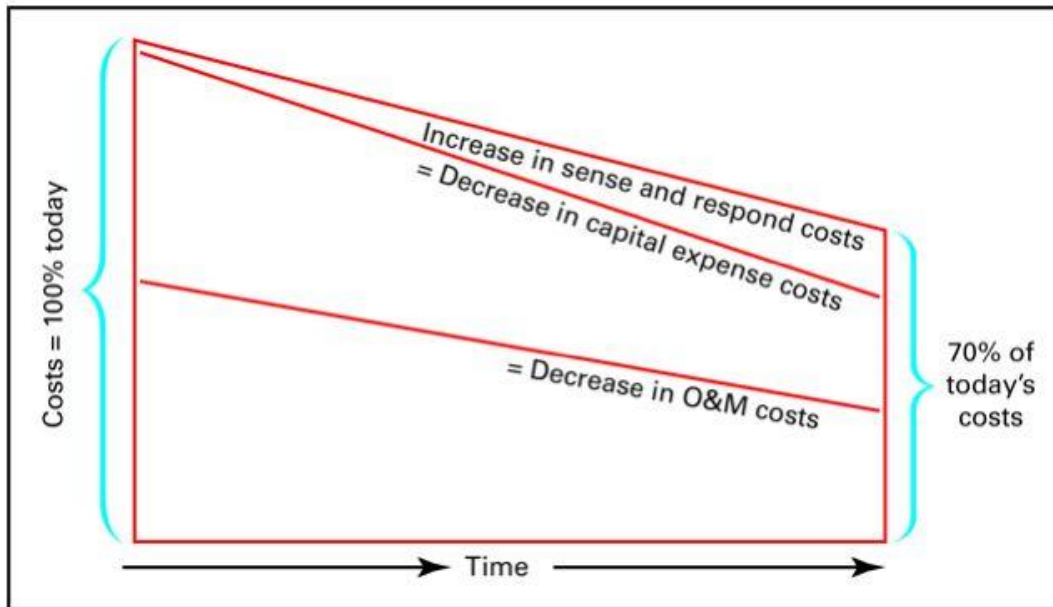 Costs = 100% today
Increase in sense and respond costs
= Decrease in capital expense costs
= Decrease in O&M costs
70% of
today's
costs
Time